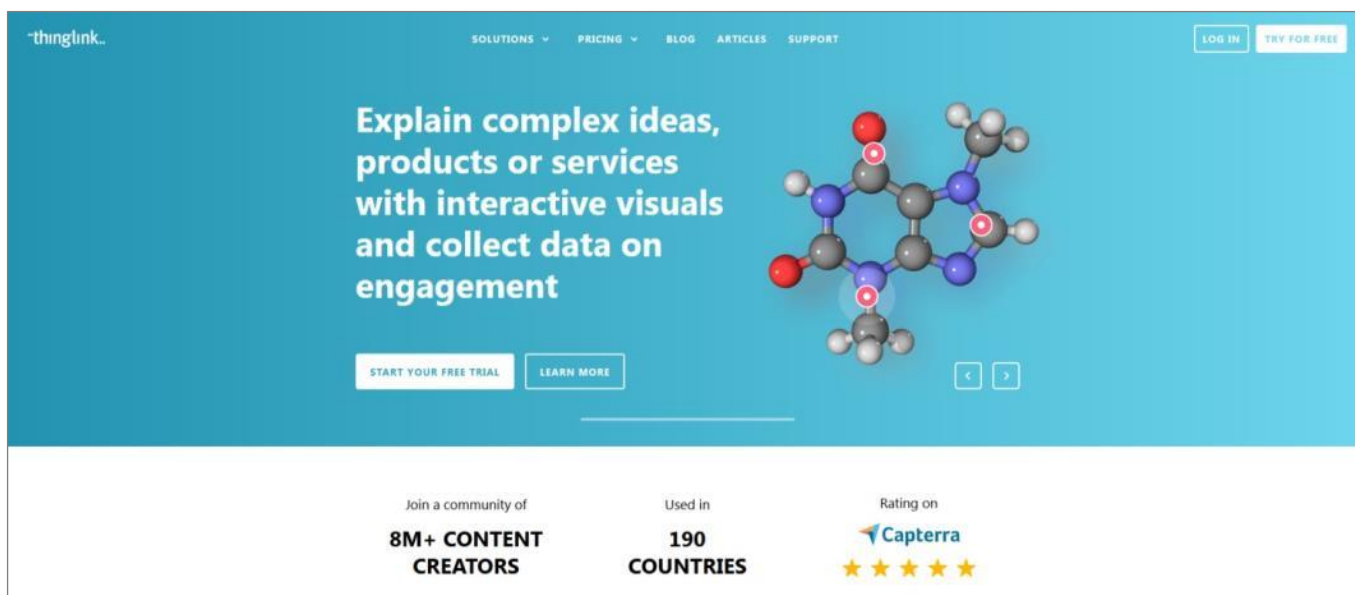 thinglink..
SOLUTIONS
PRICING
BLOG
ARTICLES
SUPPORT
LOG IN
TRY FOR FREE
Explain complex ideas,
products or services
with interactive visuals
and collect data on
engagement
START YOUR FREE TRIAL
LEARN MORE
Join a community of
8M+ CONTENT
CREATORS
Used in
190
COUNTRIES
Rating on
Capterra